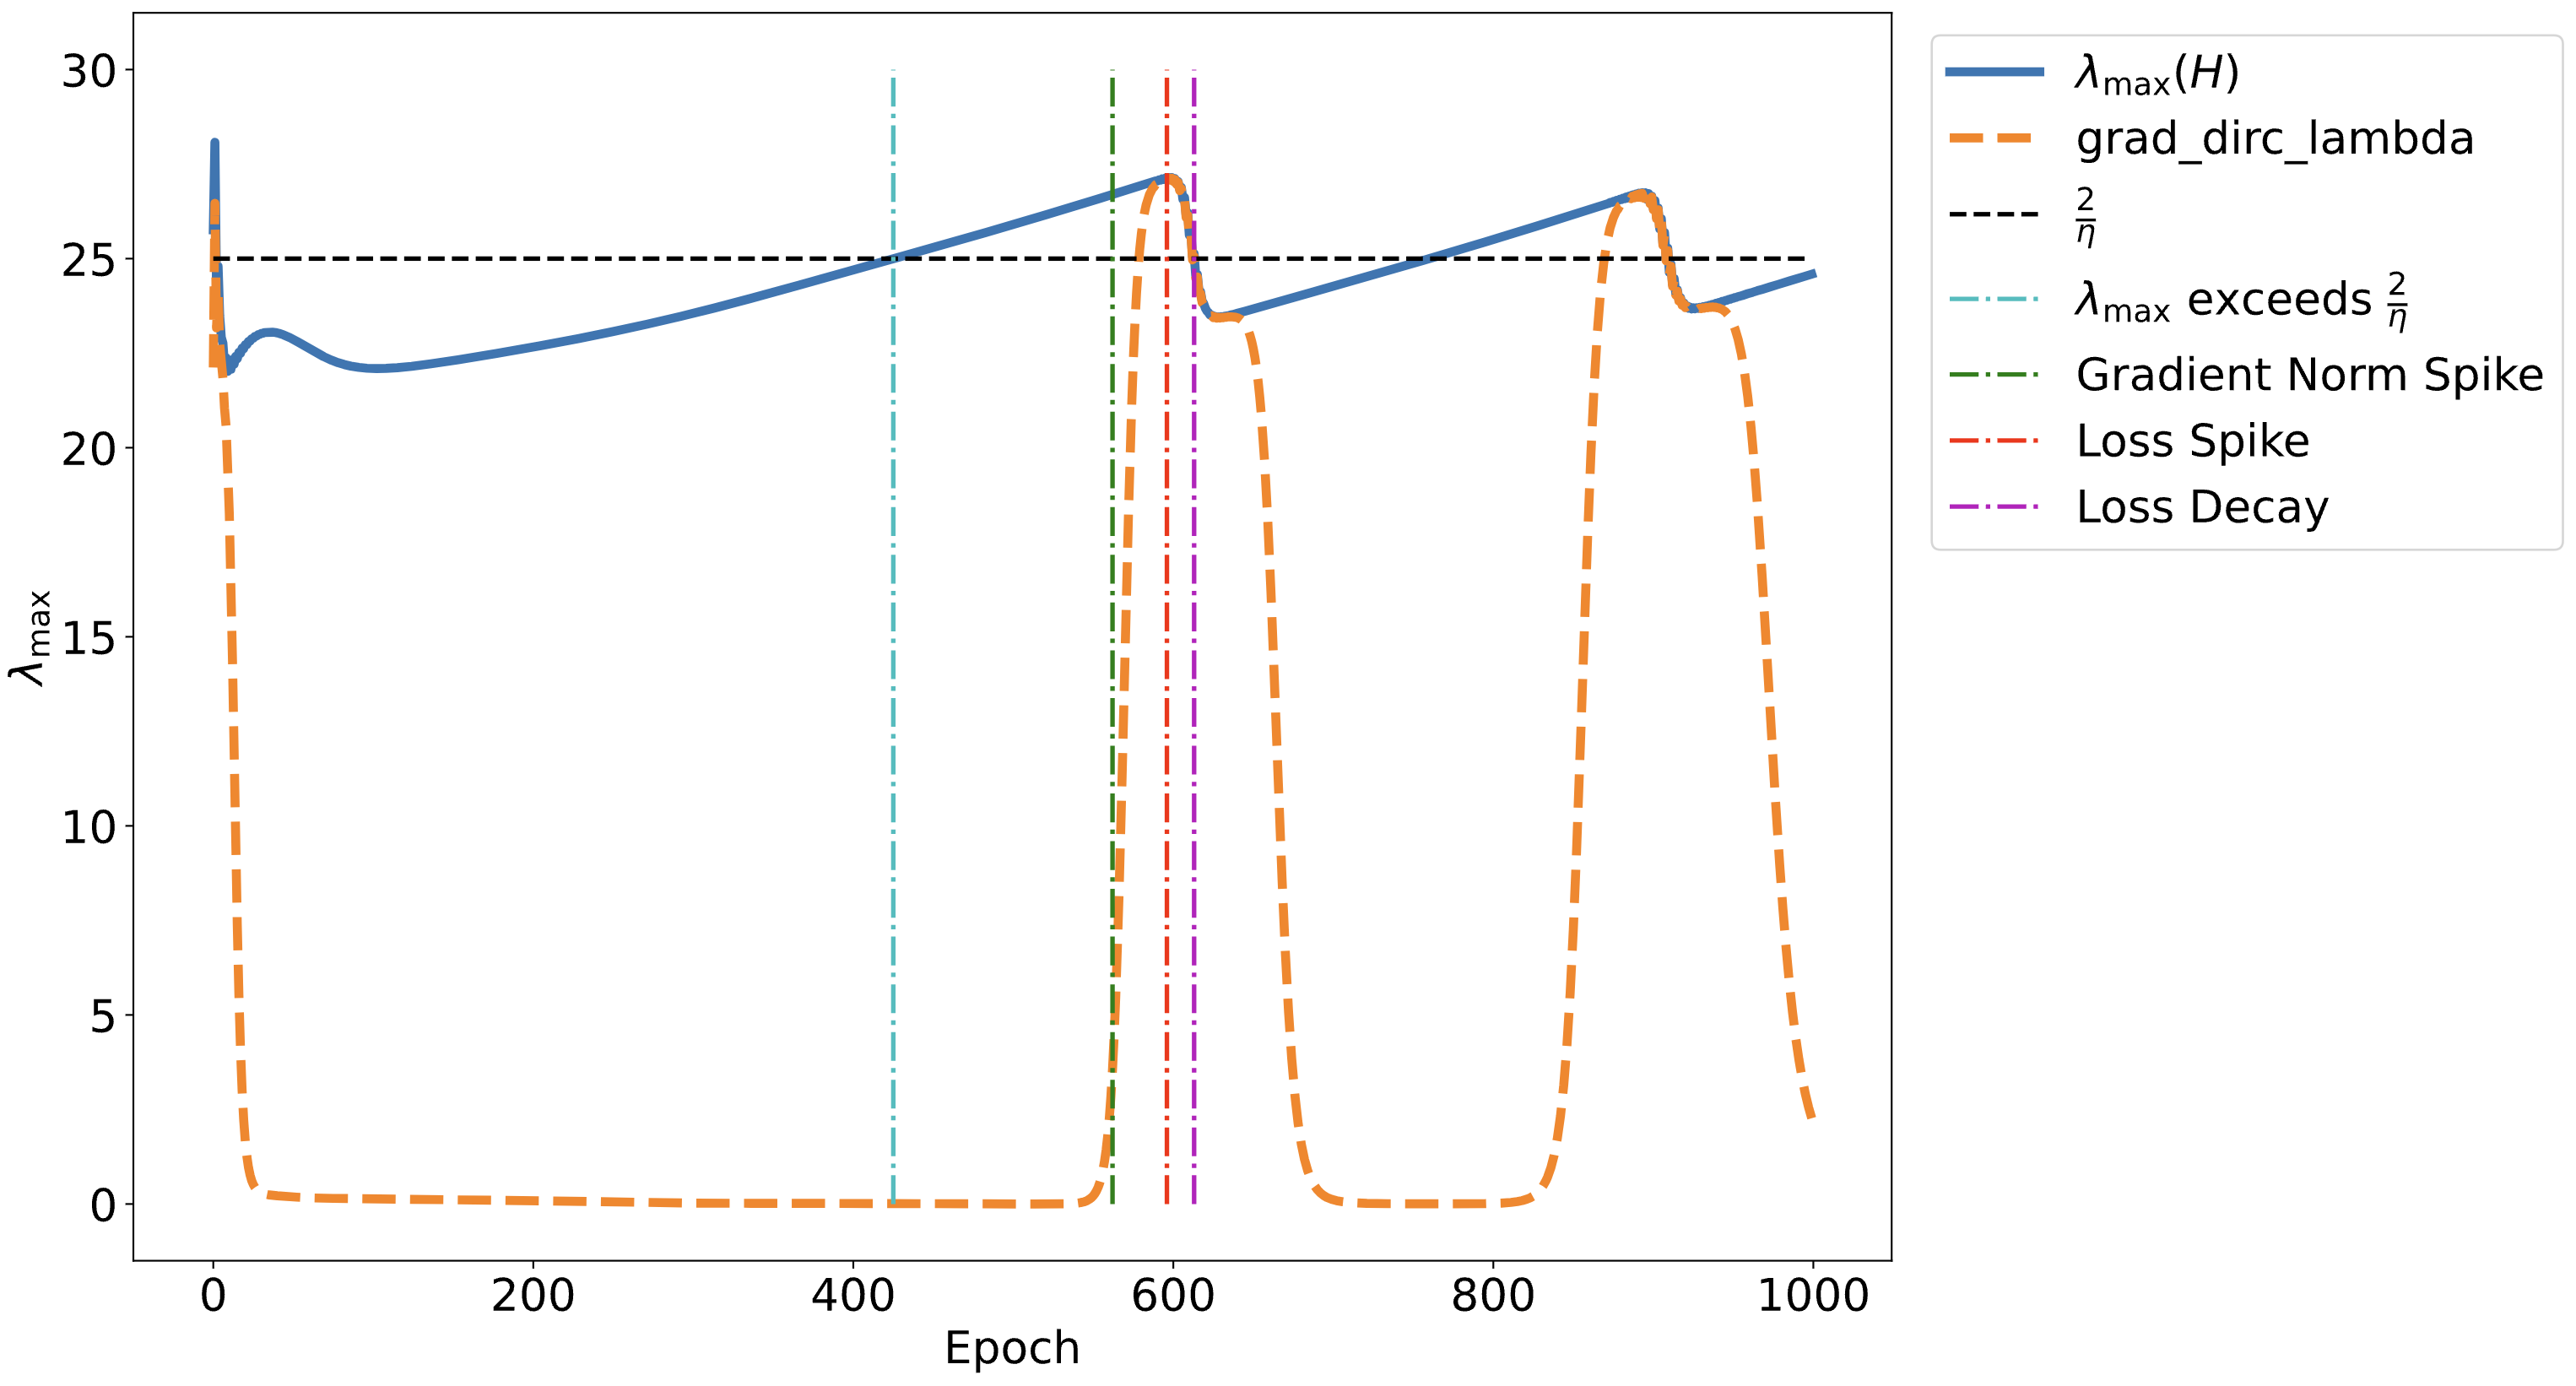 30
25
20
15
10
5
0
λmax
0 200 400 600 800 1000
Epoch
λmax(H)
grad_dirc_lambda
2/η
λmax exceeds 2/η
Gradient Norm Spike
Loss Spike
Loss Decay